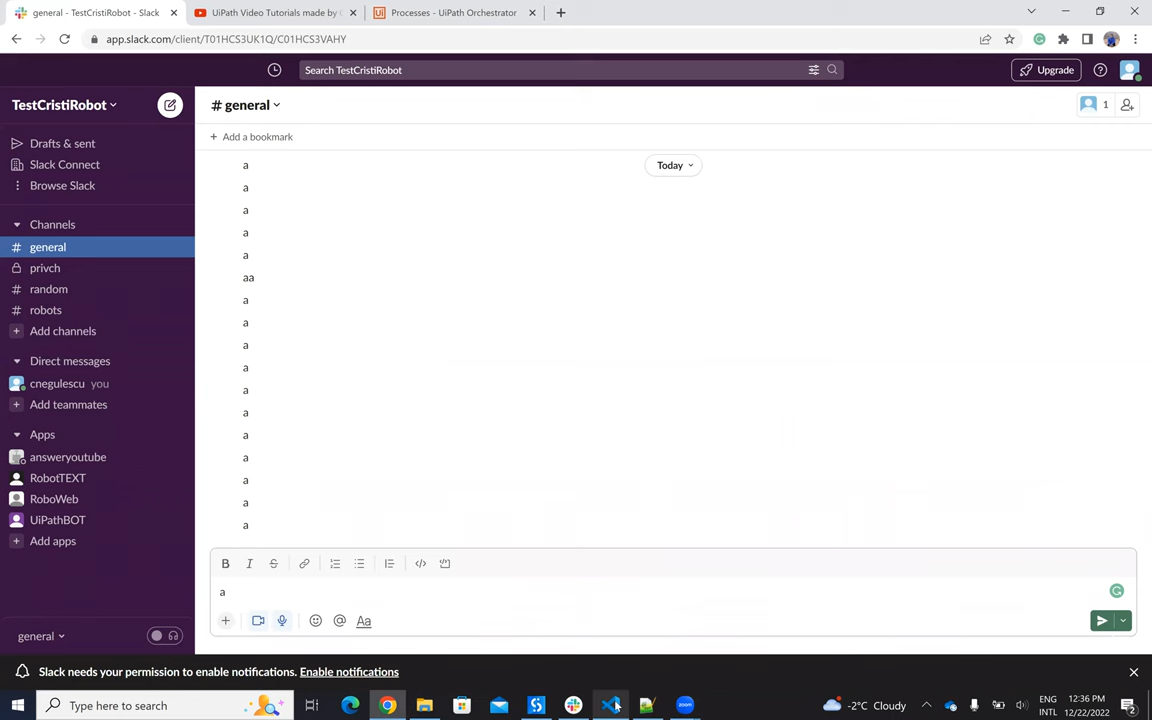 general - TestCristiRobot - Slack
UiPath Video Tutorials made by C
Processes - UiPath Orchestrator
app.slack.com/client/T01HCS3UK1Q/C01HCS3VAHY
Search TestCristiRobot
Upgrade
TestCristiRobot
# general
1
+ Add a bookmark
Drafts & sent
Slack Connect
Browse Slack
Channels
# general
privch
# random
# robots
+ Add channels
Direct messages
cnegulescu you
+ Add teammates
Apps
answeryoutube
RobotTEXT
RoboWeb
UiPathBOT
+ Add apps
general
Today
a
a
a
a
a
aa
a
a
a
a
a
a
a
a
a
a
a
B I S
a
+ @ Aa
Slack needs your permission to enable notifications. Enable notifications
Type here to search
-2°C Cloudy
ENG
INTL
12:36 PM
12/22/2022
2
zoom